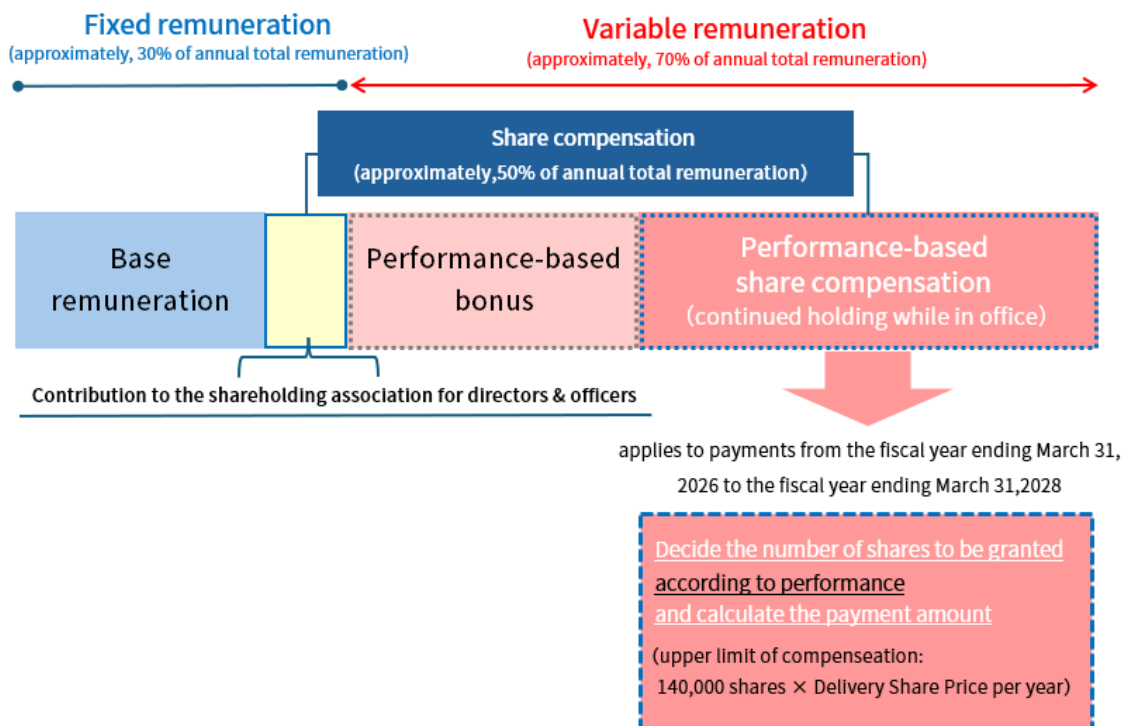 Fixed remuneration
(approximately, 30% of annual total remuneration)
Variable remuneration
(approximately, 70% of annual total remuneration)
Share compensation
(approximately,50% of annual total remuneration)
Base
remuneration
Performance-based
bonus
Performance-based
share compensation
(continued holding while in office)
Contribution to the shareholding association for directors & officers
applies to payments from the fiscal year ending March 31,
2026 to the fiscal year ending March 31,2028
Decide the number of shares to be granted
according to performance
and calculate the payment amount
(upper limit of compenseation:
140,000 shares × Delivery Share Price per year)